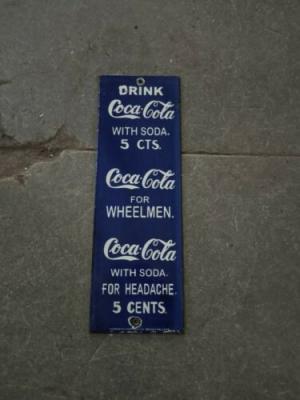 DRINK
Coca-Cola
WITH SODA.
5 CTS.
Coca-Cola
FOR
WHEELMEN.
Coca-Cola
WITH SODA.
FOR HEADACHE.
5 CENTS.